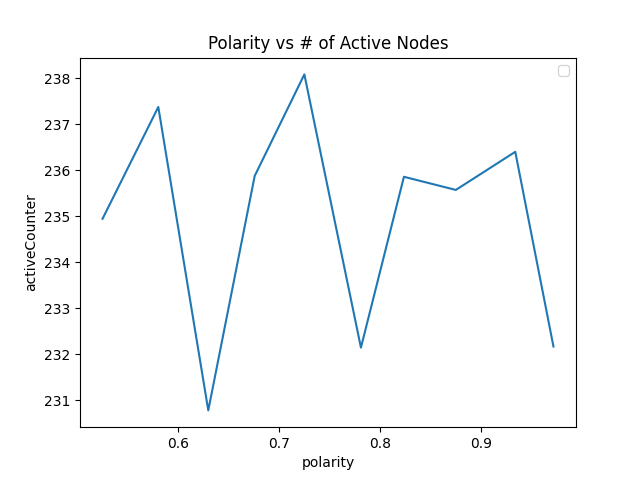 Polarity vs # of Active Nodes
238
237
236
235
234
233
232
231
activeCounter
0.6 0.7 0.8 0.9
polarity